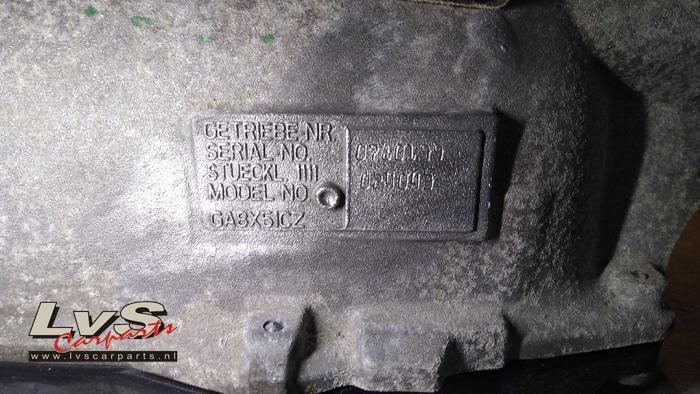 GETRIEBE NR.
SERIAL NO.
STUECKL. 1111
MODEL NO
GA8X51CZ
LvS
Carparts
www.lvscarparts.nl